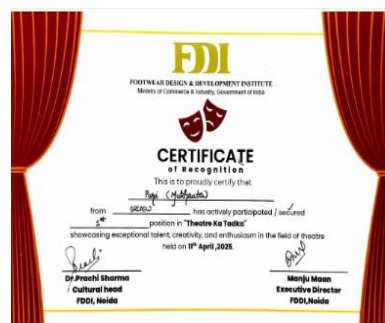 FDDI
FOOTWEAR DESIGN & DEVELOPMENT INSTITUTE
Ministry of Commerce & Industry, Government of India
CERTIFICATE
of Recognition
This is to proudly certify that
from has actively participated / secured
position in "Theatre Ka Tadka"
showcasing exceptional talent, creativity, and enthusiasm in the field of theatre
held on 11th April ,2025.
Dr.Prachi Sharma
Cultural head
FDDI, Noida
Manju Maan
Executive Director
FDDI,Noida